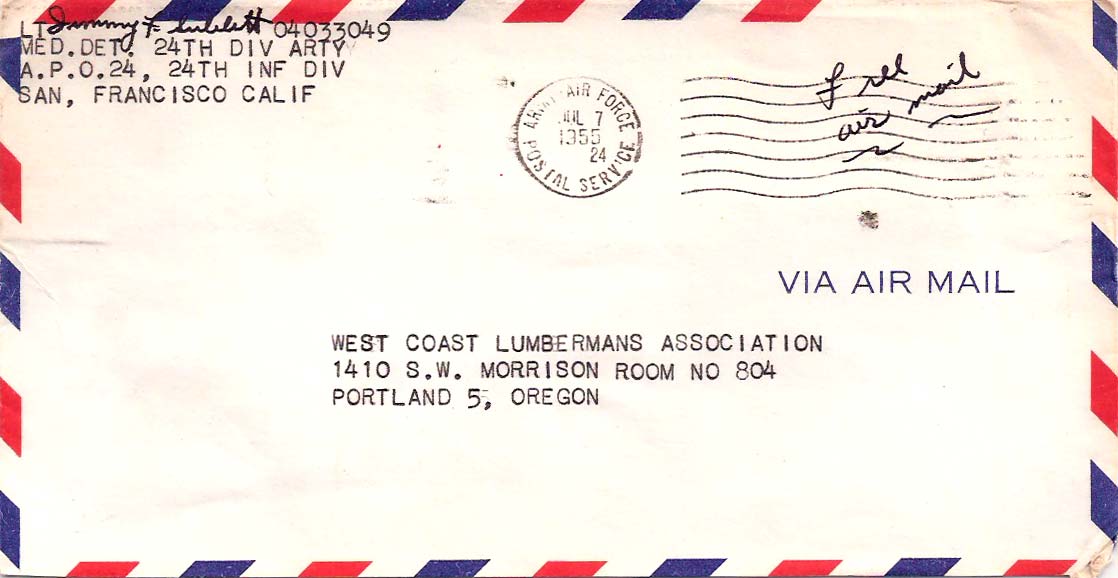 LT Jimmy F 04033049
MED.DET. 24TH DIV ARTY
A.P.O.24, 24TH INF DIV
SAN, FRANCISCO CALIF
ARMY-AIR FORCE
JUL 7
1955
24
POSTAL SERVICE
Free
air mail
VIA AIR MAIL
WEST COAST LUMBERMANS ASSOCIATION
1410 S.W. MORRISON ROOM NO 804
PORTLAND 5, OREGON